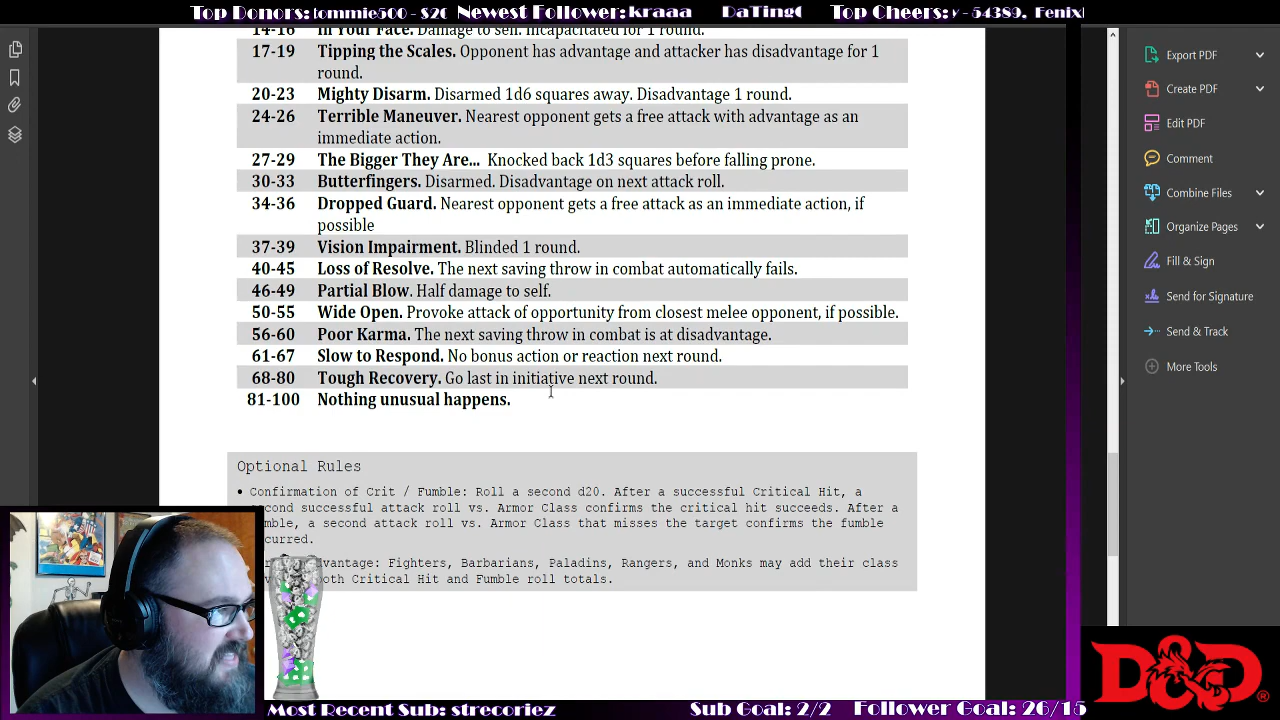 Top Donors: tommie500 - $20 Newest Follower: kraaa DaTingO Top Cheers: - 54389, Fenix
14-16 In Your Face. Damage to self. Incapacitated for 1 round.
17-19 Tipping the Scales. Opponent has advantage and attacker has disadvantage for 1
round.
20-23 Mighty Disarm. Disarmed 1d6 squares away. Disadvantage 1 round.
24-26 Terrible Maneuver. Nearest opponent gets a free attack with advantage as an
immediate action.
27-29 The Bigger They Are... Knocked back 1d3 squares before falling prone.
30-33 Butterfingers. Disarmed. Disadvantage on next attack roll.
34-36 Dropped Guard. Nearest opponent gets a free attack as an immediate action, if
possible
37-39 Vision Impairment. Blinded 1 round.
40-45 Loss of Resolve. The next saving throw in combat automatically fails.
46-49 Partial Blow. Half damage to self.
50-55 Wide Open. Provoke attack of opportunity from closest melee opponent, if possible.
56-60 Poor Karma. The next saving throw in combat is at disadvantage.
61-67 Slow to Respond. No bonus action or reaction next round.
68-80 Tough Recovery. Go last in initiative next round.
81-100 Nothing unusual happens.
Optional Rules
• Confirmation of Crit / Fumble: Roll a second d20. After a successful Critical Hit, a
second successful attack roll vs. Armor Class confirms the critical hit succeeds. After a
mble, a second attack roll vs. Armor Class that misses the target confirms the fumble
curred.
dvantage: Fighters, Barbarians, Paladins, Rangers, and Monks may add their class
oth Critical Hit and Fumble roll totals.
Export PDF
Create PDF
Edit PDF
Comment
Combine Files
Organize Pages
Fill & Sign
Send for Signature
Send & Track
More Tools
D&D
Most Recent Sub: strecoriez Sub Goal: 2/2 Follower Goal: 26/15